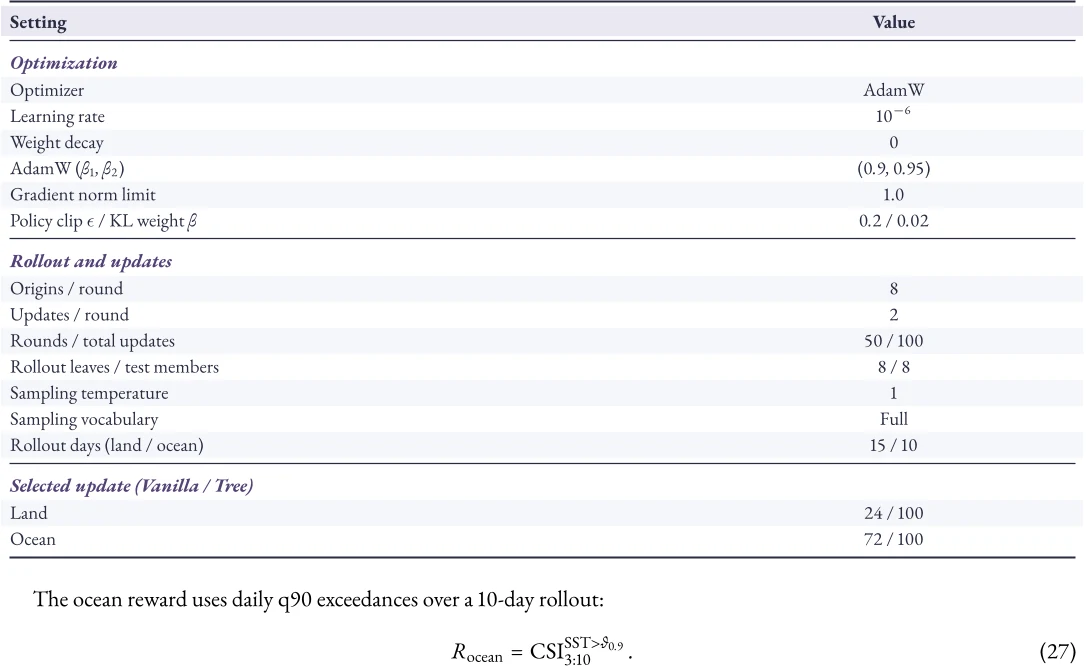 Setting Value
Optimization
Optimizer AdamW
Learning rate 10⁻⁶
Weight decay 0
AdamW (β₁, β₂) (0.9, 0.95)
Gradient norm limit 1.0
Policy clip ϵ / KL weight β 0.2 / 0.02
Rollout and updates
Origins / round 8
Updates / round 2
Rounds / total updates 50 / 100
Rollout leaves / test members 8 / 8
Sampling temperature 1
Sampling vocabulary Full
Rollout days (land / ocean) 15 / 10
Selected update (Vanilla / Tree)
Land 24 / 100
Ocean 72 / 100
The ocean reward uses daily q90 exceedances over a 10-day rollout:
R_ocean = CSI_{3:10}^{SST>ϑ_{0.9}} . (27)